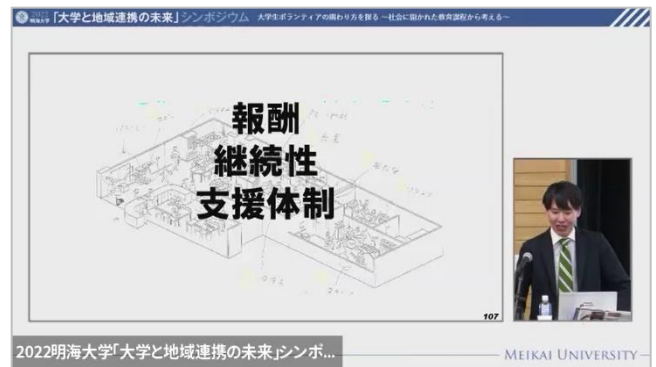 2022 明海大学 「大学と地域連携の未来」シンポジウム 大学生ボランティアの関わり方を探る ～社会に開かれた教育課程から考える～
報酬
継続性
支援体制
107
2022明海大学「大学と地域連携の未来」シンポ...
MEIKAI UNIVERSITY